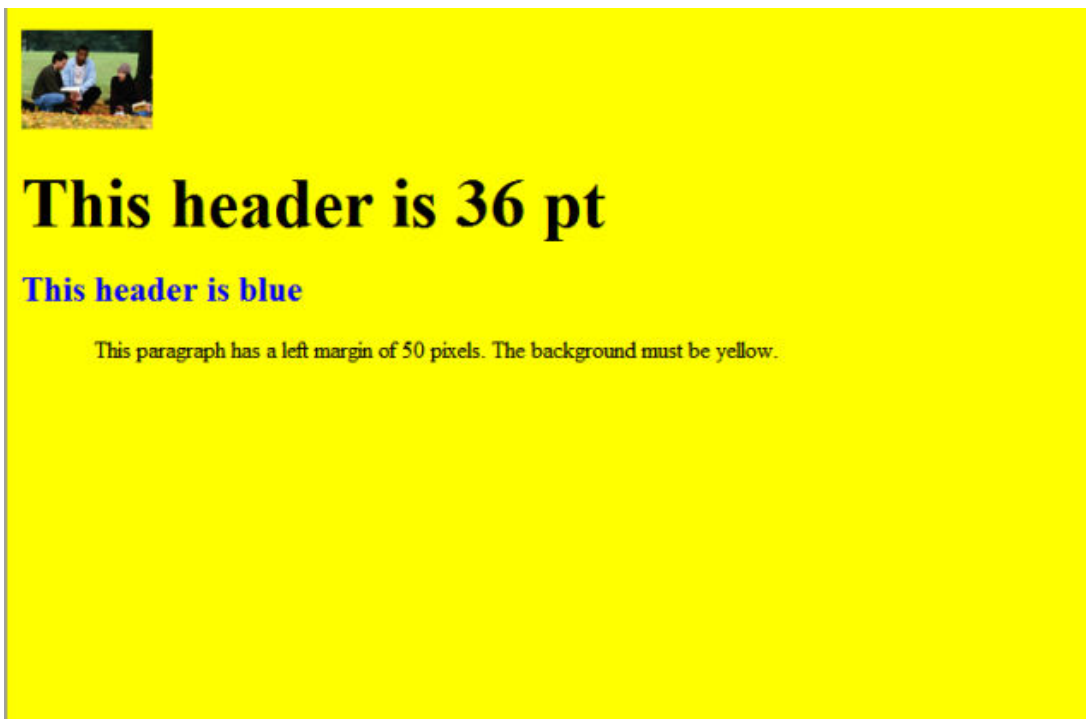 This header is 36 pt
This header is blue
This paragraph has a left margin of 50 pixels. The background must be yellow.